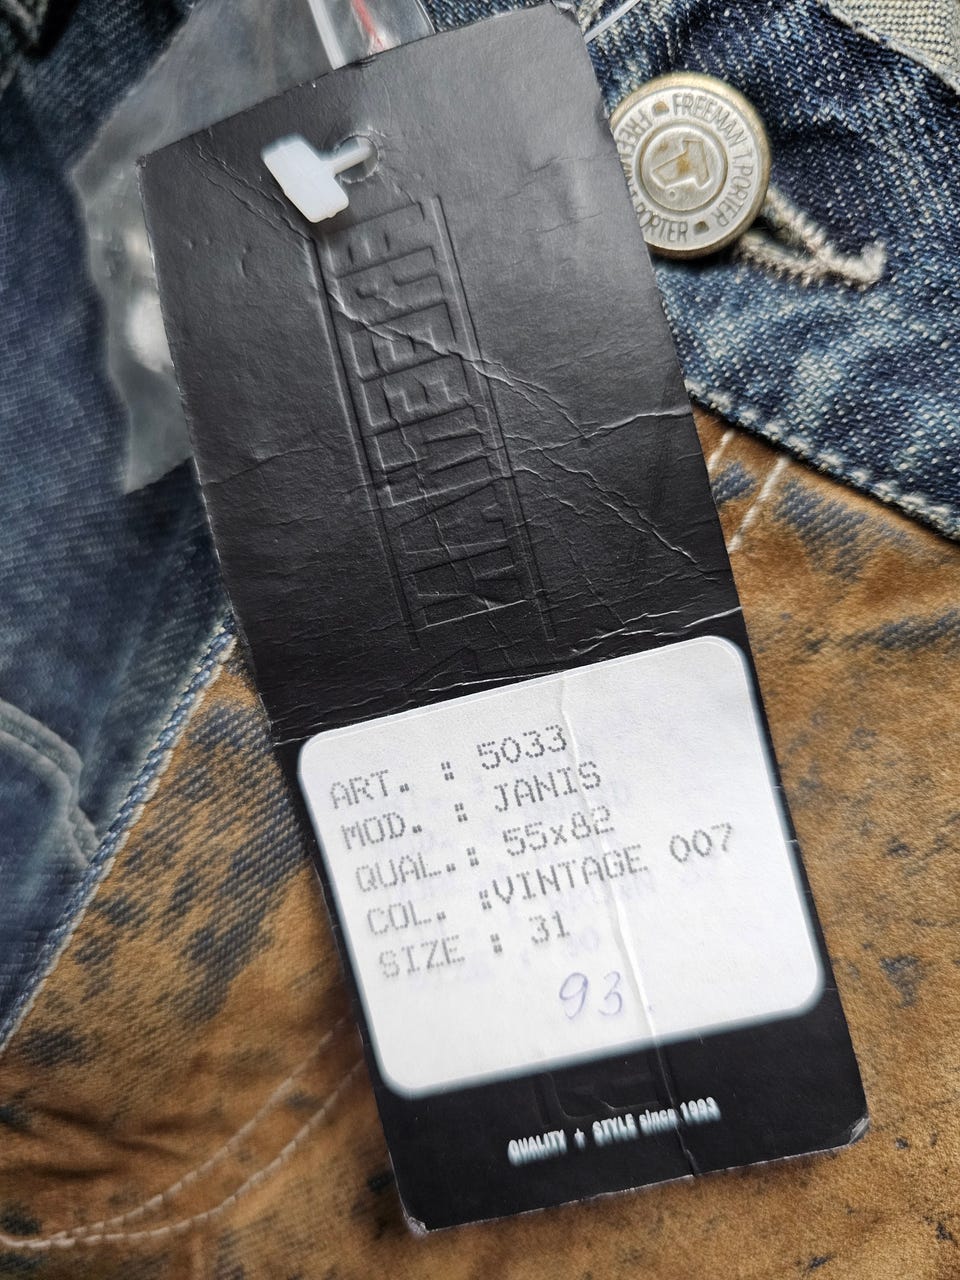 FREEMAN T. PORTER
FREEMAN T. PORTER
ART. : 5033
MOD. : JANIS
QUAL.: 55x82
COL. :VINTAGE 007
SIZE : 31
93.
QUALITY + STYLE since 1993